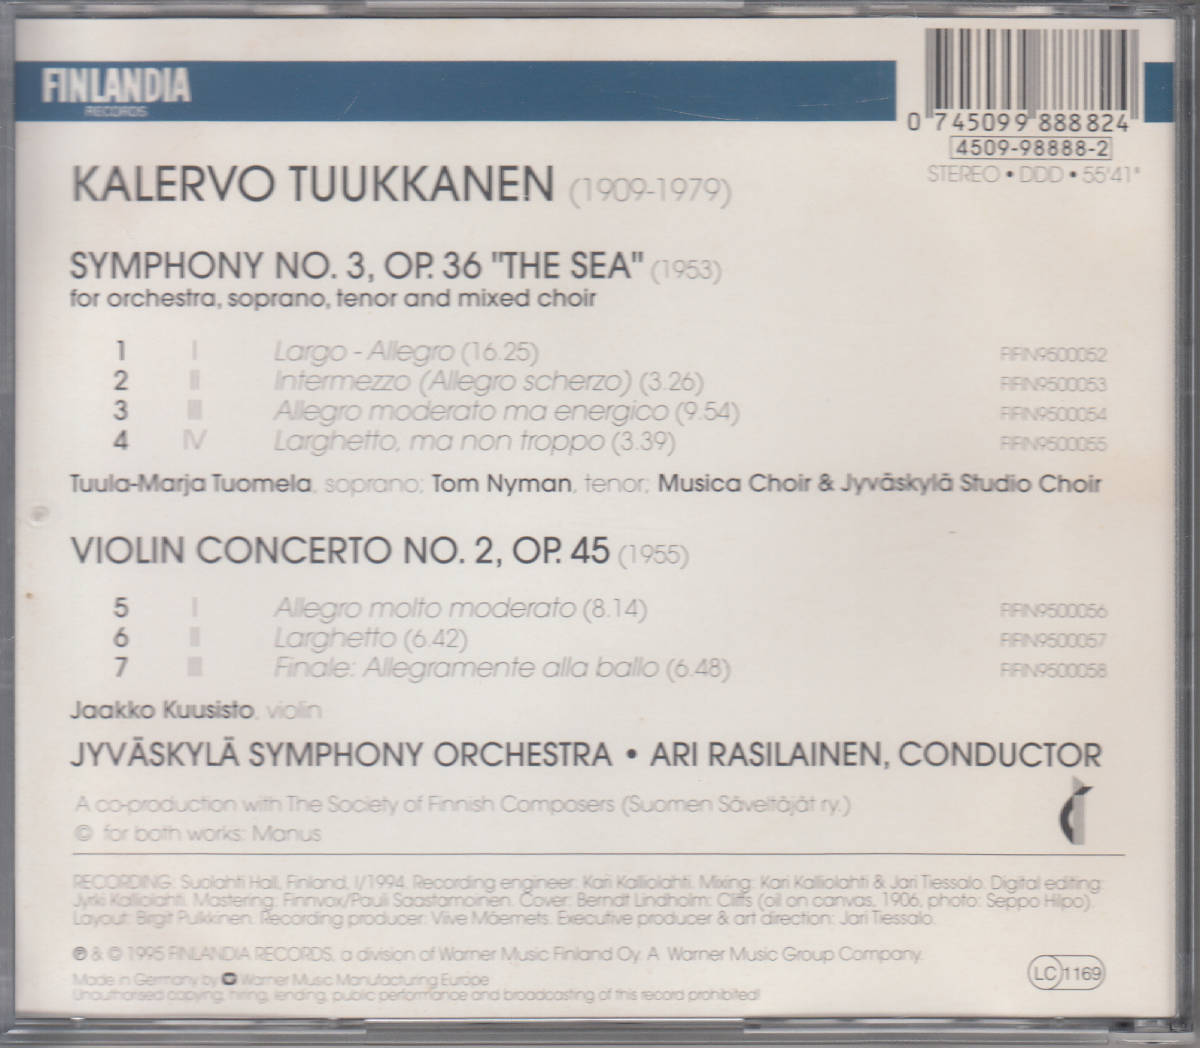 FINLANDIA
RECORDS
0 745099 888824
4509-98888-2
STEREO • DDD • 55'41"
KALERVO TUUKKANEN (1909-1979)
SYMPHONY NO. 3, OP. 36 "THE SEA" (1953)
for orchestra, soprano, tenor and mixed choir
1 I Largo - Allegro (16.25) FIFIN9500052
2 II Intermezzo (Allegro scherzo) (3.26) FIFIN9500053
3 III Allegro moderato ma energico (9.54) FIFIN9500054
4 IV Larghetto, ma non troppo (3.39) FIFIN9500055
Tuula-Marja Tuomela, soprano; Tom Nyman, tenor; Musica Choir & Jyväskylä Studio Choir
VIOLIN CONCERTO NO. 2, OP. 45 (1955)
5 I Allegro molto moderato (8.14) FIFIN9500056
6 II Larghetto (6.42) FIFIN9500057
7 III Finale: Allegramente alla ballo (6.48) FIFIN9500058
Jaakko Kuusisto, violin
JYVÄSKYLÄ SYMPHONY ORCHESTRA • ARI RASILAINEN, CONDUCTOR
A co-production with The Society of Finnish Composers (Suomen Säveltäjät ry.)
© for both works: Manus
RECORDING: Suolahti Hall, Finland, I/1994. Recording engineer: Kari Kalliolahti. Mixing: Kari Kalliolahti & Jari Tiessalo. Digital editing:
Jyrki Kalliolahti. Mastering: Finnvox/Pauli Saastamoinen. Cover: Berndt Lindholm: Cliffs (oil on canvas, 1906, photo: Seppo Hilpo).
Layout: Birgit Pulkkinen. Recording producer: Viive Mäemets. Executive producer & art direction: Jari Tiessalo.
℗ & © 1995 FINLANDIA RECORDS, a division of Warner Music Finland Oy. A Warner Music Group Company.
Made in Germany by Warner Music Manufacturing Europe
Unauthorised copying, hiring, lending, public performance and broadcasting of this record prohibited!
LC 1169